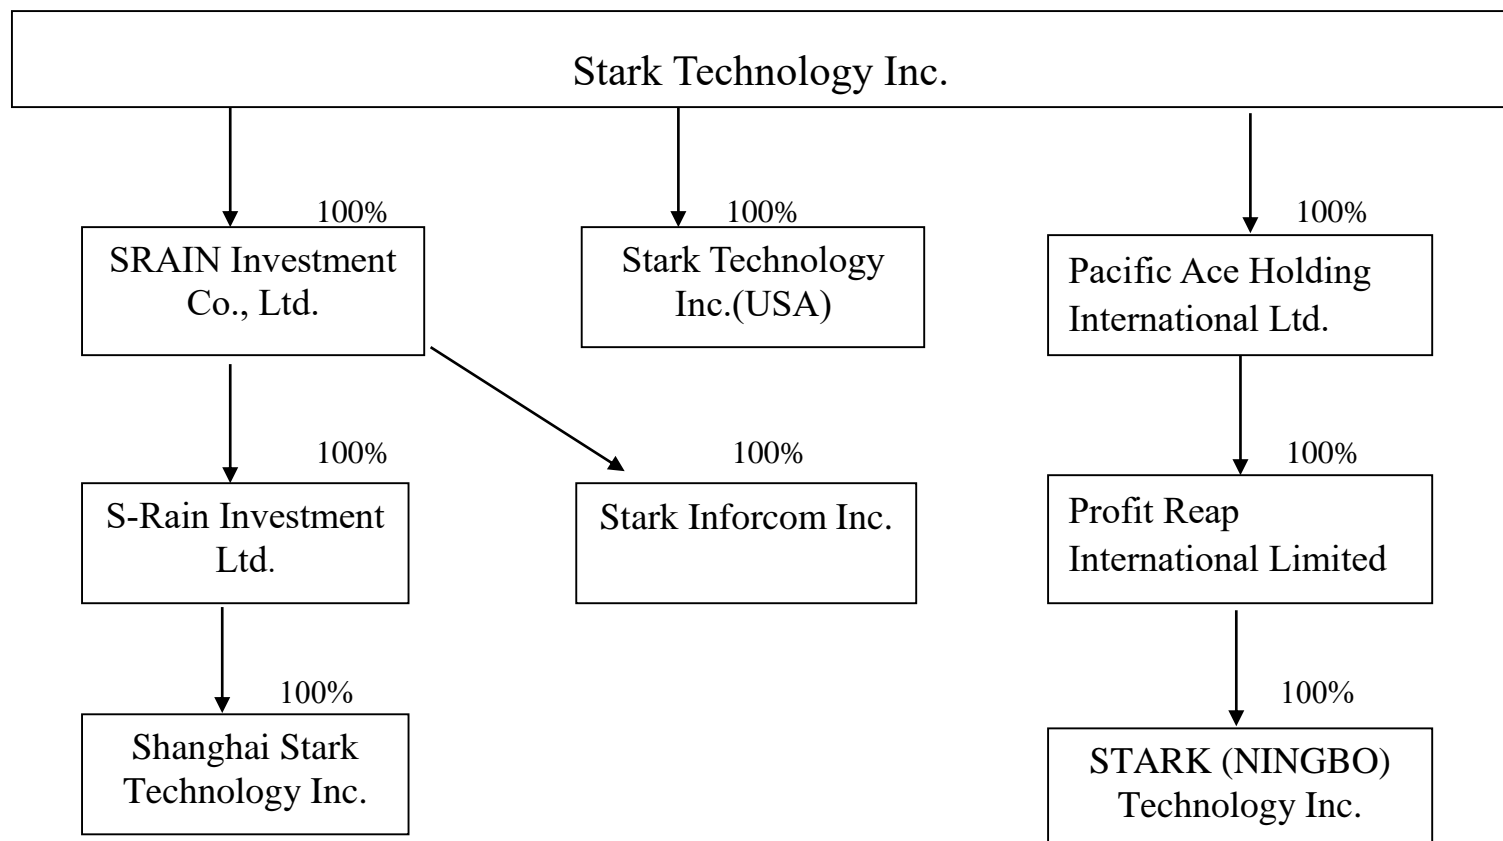 Stark Technology Inc.
100%
100%
100%
SRAIN Investment
Co., Ltd.
Stark Technology
Inc.(USA)
Pacific Ace Holding
International Ltd.
100%
100%
100%
S-Rain Investment
Ltd.
Stark Inforcom Inc.
Profit Reap
International Limited
100%
100%
Shanghai Stark
Technology Inc.
STARK (NINGBO)
Technology Inc.